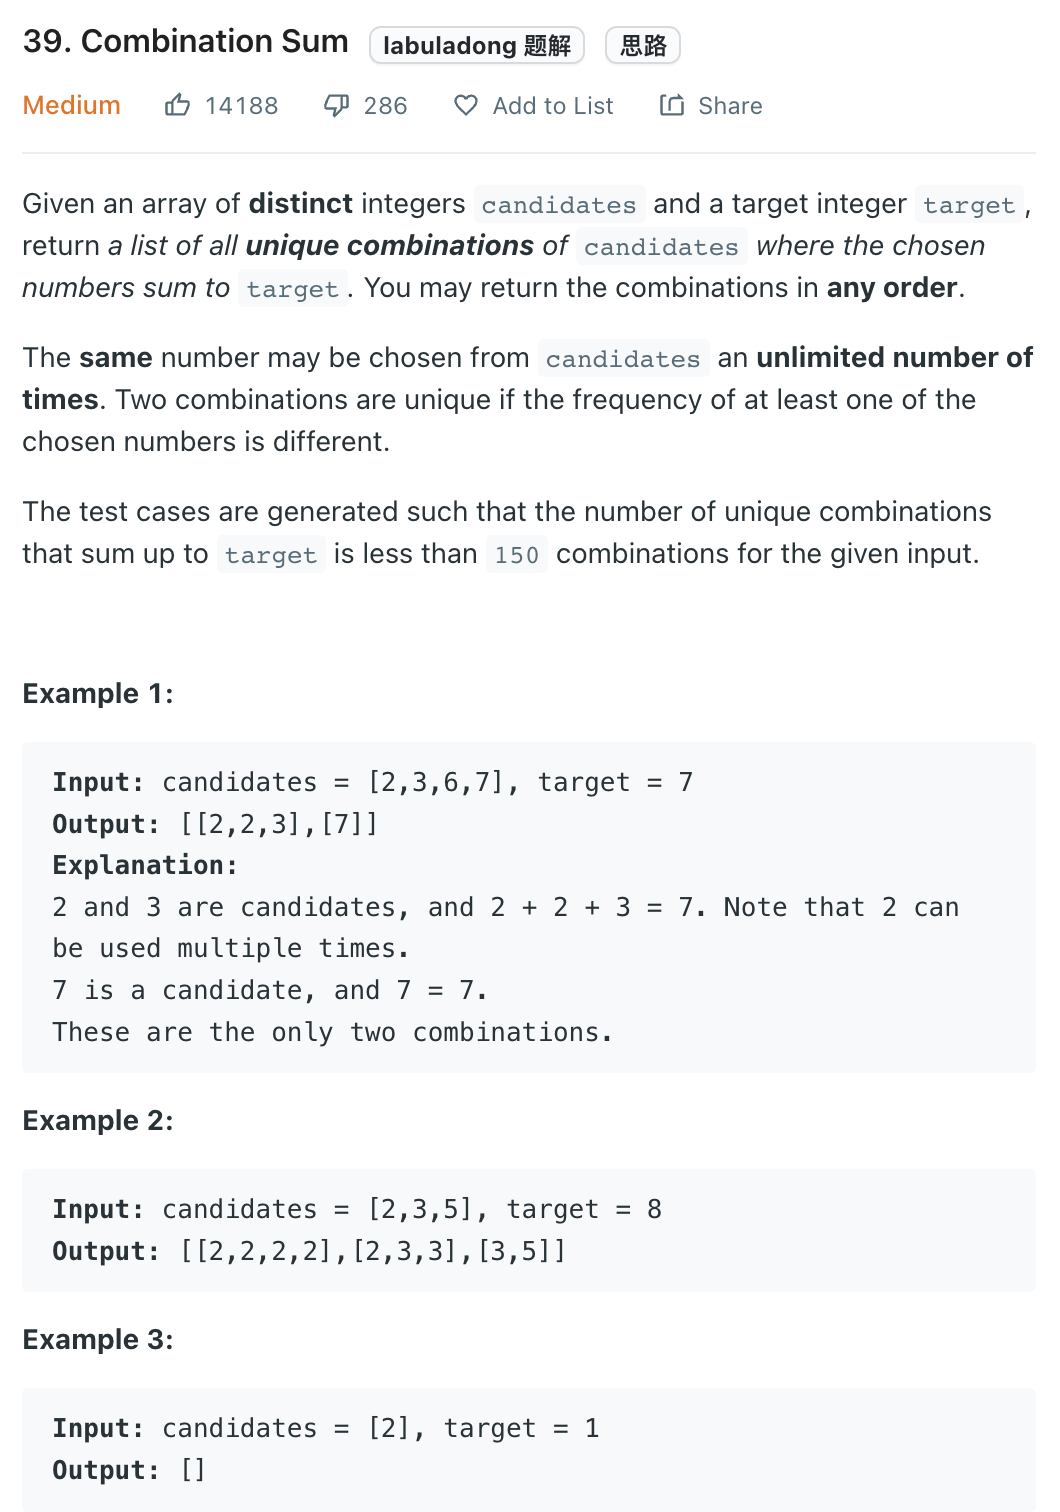 39. Combination Sum labuladong 题解 思路
Medium 14188 286 Add to List Share
Given an array of distinct integers candidates and a target integer target,
return a list of all unique combinations of candidates where the chosen
numbers sum to target. You may return the combinations in any order.
The same number may be chosen from candidates an unlimited number of
times. Two combinations are unique if the frequency of at least one of the
chosen numbers is different.
The test cases are generated such that the number of unique combinations
that sum up to target is less than 150 combinations for the given input.
Example 1:
Input: candidates = [2,3,6,7], target = 7
Output: [[2,2,3],[7]]
Explanation:
2 and 3 are candidates, and 2 + 2 + 3 = 7. Note that 2 can
be used multiple times.
7 is a candidate, and 7 = 7.
These are the only two combinations.
Example 2:
Input: candidates = [2,3,5], target = 8
Output: [[2,2,2,2],[2,3,3],[3,5]]
Example 3:
Input: candidates = [2], target = 1
Output: []